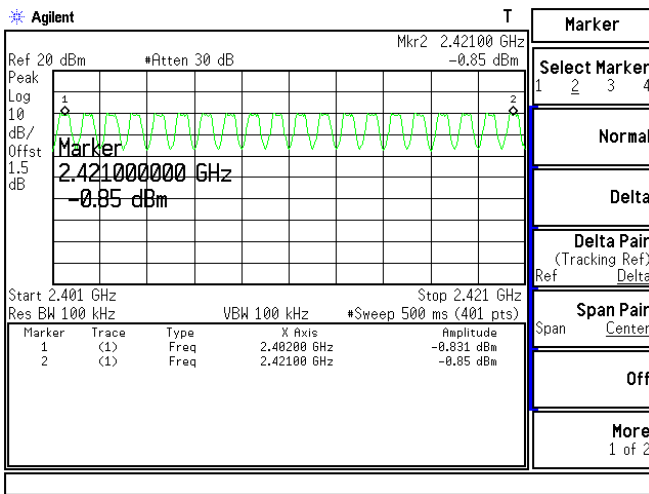 Agilent
T
Mkr2 2.42100 GHz
Ref 20 dBm #Atten 30 dB -0.85 dBm
Peak
Log
10
dB/
Offst
1.5
dB
1
2
Marker
2.421000000 GHz
-0.85 dBm
Start 2.401 GHz Stop 2.421 GHz
Res BW 100 kHz VBW 100 kHz #Sweep 500 ms (401 pts)
Marker Trace Type X Axis Amplitude
1 (1) Freq 2.40200 GHz -0.831 dBm
2 (1) Freq 2.42100 GHz -0.85 dBm
Marker
Select Marker
1 2 3 4
Normal
Delta
Delta Pair
(Tracking Ref)
Ref Delta
Span Pair
Span Center
Off
More
1 of 2